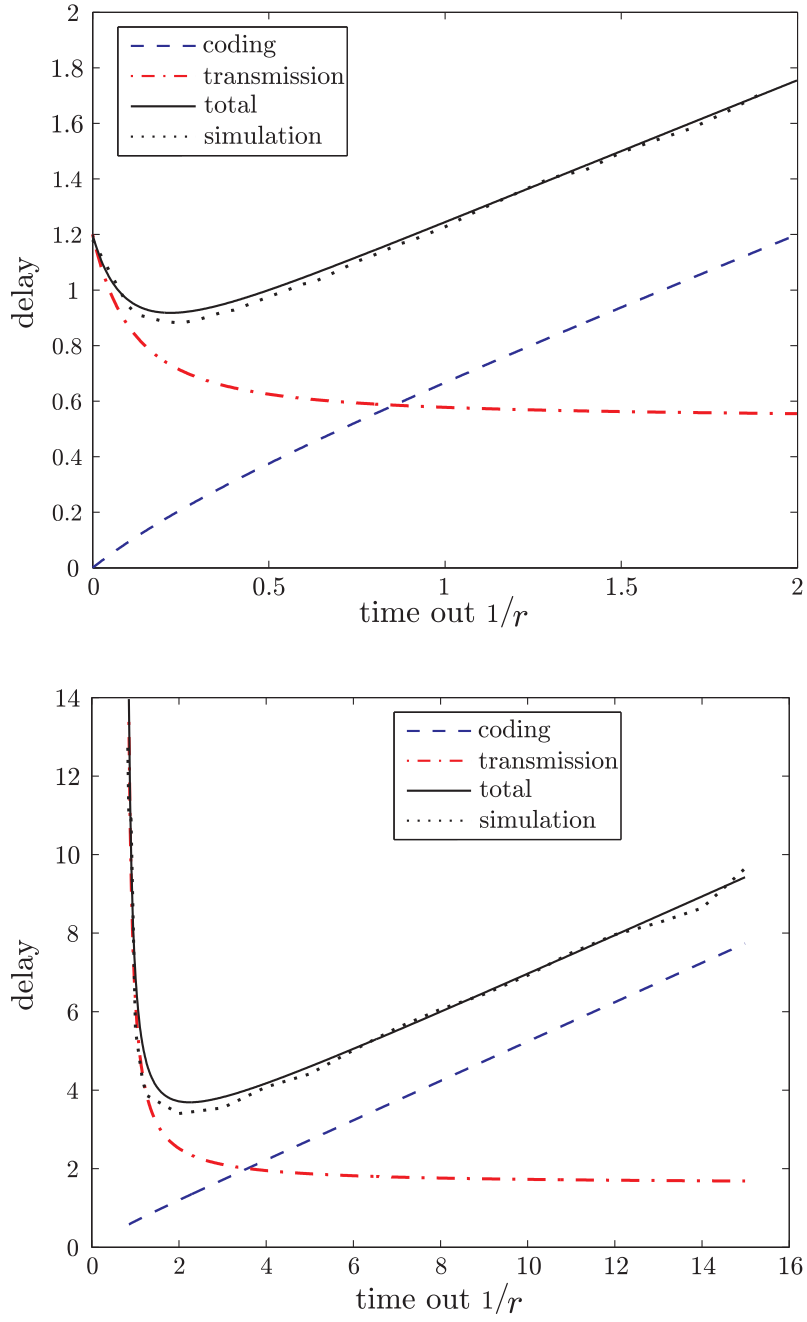 2
1.8
1.6
1.4
1.2
1
0.8
0.6
0.4
0.2
0
delay
coding
transmission
total
simulation
0 0.5 1 1.5 2
time out 1/r
14
12
10
8
6
4
2
0
delay
coding
transmission
total
simulation
0 2 4 6 8 10 12 14 16
time out 1/r